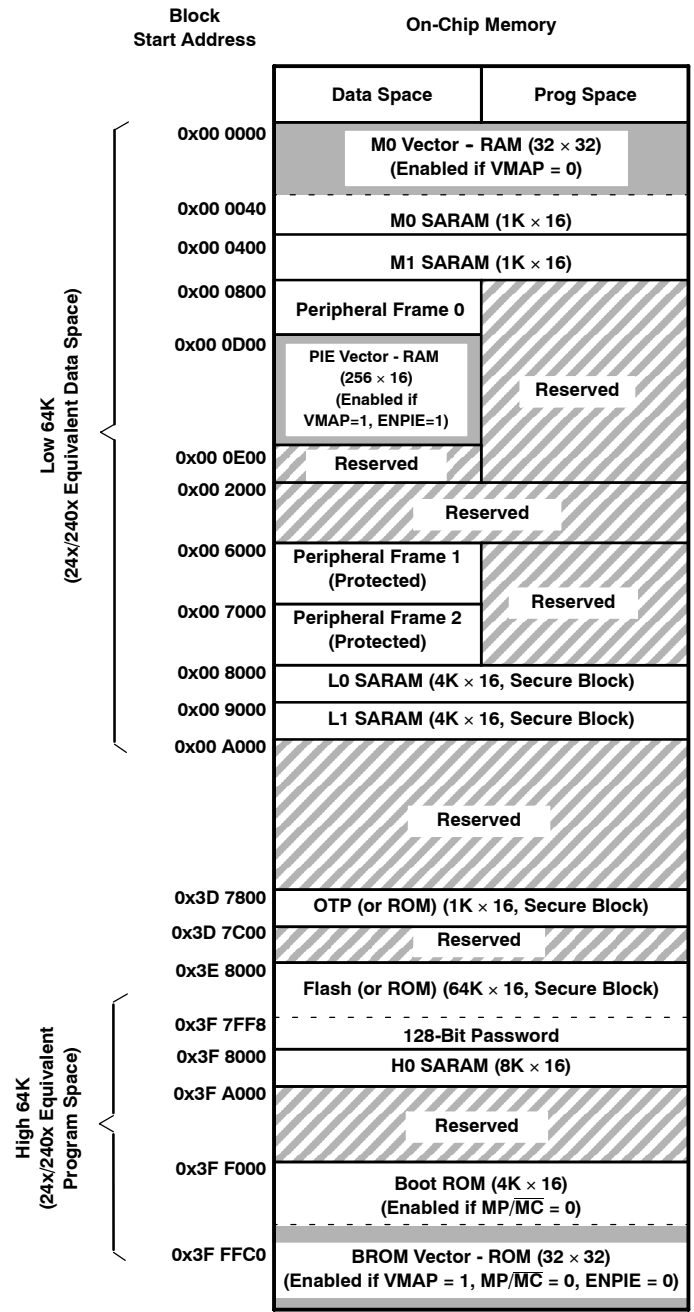 Block
Start Address
On-Chip Memory
Data Space
Prog Space
0x00 0000
M0 Vector - RAM (32 × 32)
(Enabled if VMAP = 0)
0x00 0040
M0 SARAM (1K × 16)
0x00 0400
M1 SARAM (1K × 16)
0x00 0800
Peripheral Frame 0
0x00 0D00
PIE Vector - RAM
(256 × 16)
(Enabled if
VMAP=1, ENPIE=1)
Reserved
0x00 0E00
Reserved
0x00 2000
Reserved
0x00 6000
Peripheral Frame 1
(Protected)
Reserved
0x00 7000
Peripheral Frame 2
(Protected)
0x00 8000
L0 SARAM (4K × 16, Secure Block)
0x00 9000
L1 SARAM (4K × 16, Secure Block)
0x00 A000
Reserved
Low 64K
(24x/240x Equivalent Data Space)
0x3D 7800
OTP (or ROM) (1K × 16, Secure Block)
0x3D 7C00
Reserved
0x3E 8000
Flash (or ROM) (64K × 16, Secure Block)
0x3F 7FF8
128-Bit Password
0x3F 8000
H0 SARAM (8K × 16)
0x3F A000
Reserved
0x3F F000
Boot ROM (4K × 16)
(Enabled if MP/M̅C̅ = 0)
0x3F FFC0
BROM Vector - ROM (32 × 32)
(Enabled if VMAP = 1, MP/M̅C̅ = 0, ENPIE = 0)
High 64K
(24x/240x Equivalent
Program Space)